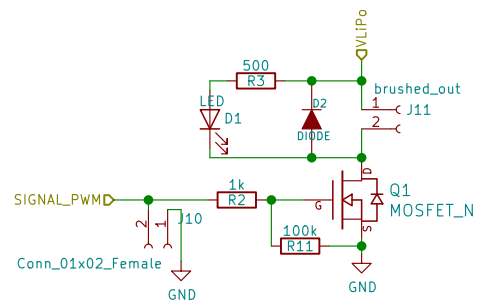 VLiPo
500
R3
brushed_out
LED
D2
1
J11
D1
2
DIODE
D
1k
Q1
SIGNAL_PWM
R2
G
MOSFET_N
2
1
J10
100k
S
R11
Conn_01x02_Female
GND
GND